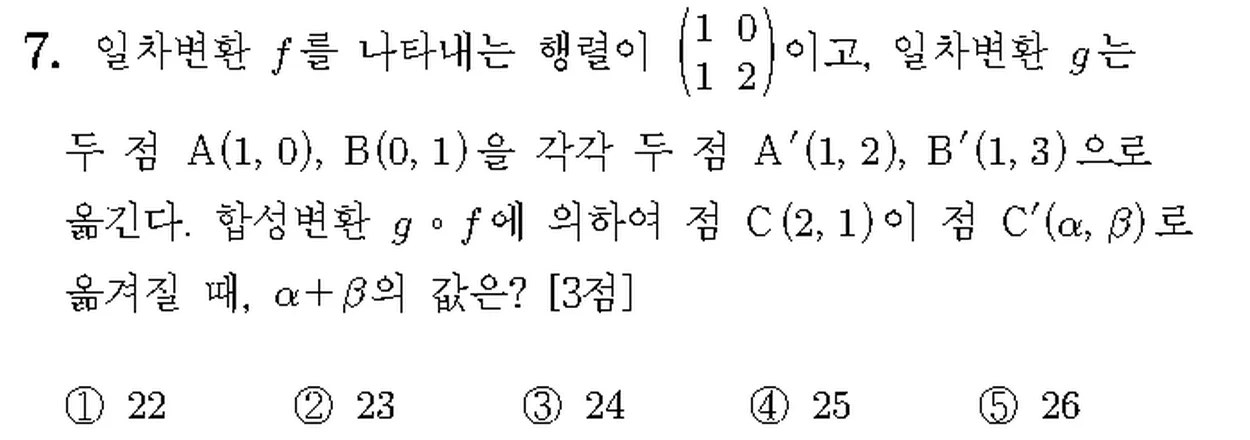 7. 일차변환 f를 나타내는 행렬이 (1 0
1 2)이고, 일차변환 g는
두 점 A(1, 0), B(0, 1)을 각각 두 점 A′(1, 2), B′(1, 3)으로
옮긴다. 합성변환 g∘f에 의하여 점 C(2, 1)이 점 C′(α, β)로
옮겨질 때, α+β의 값은? [3점]
① 22 ② 23 ③ 24 ④ 25 ⑤ 26